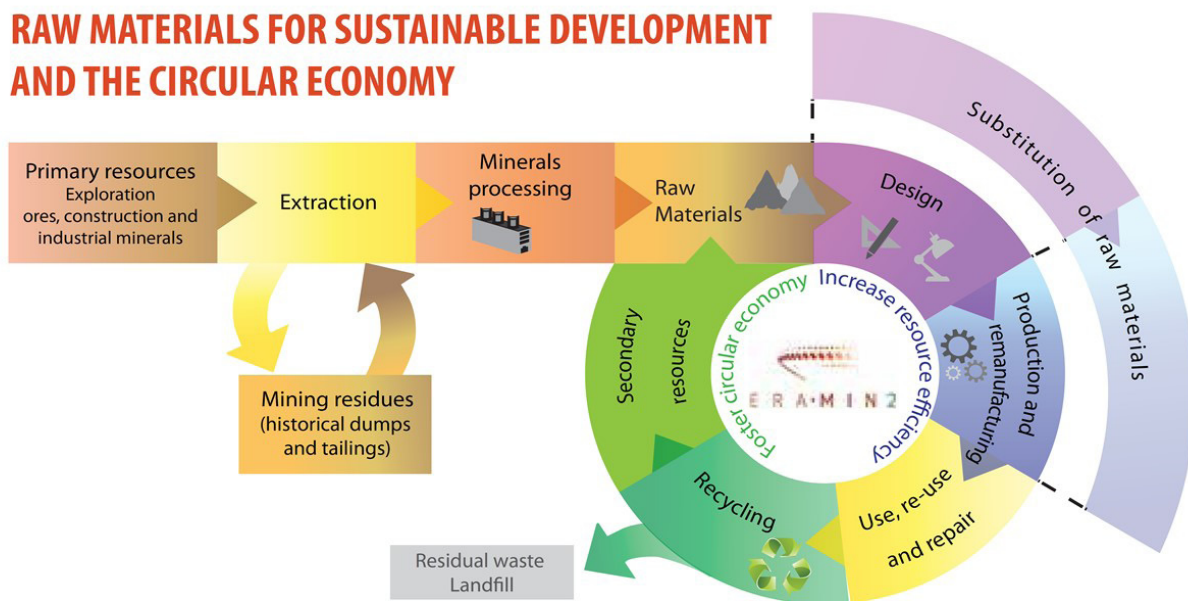 RAW MATERIALS FOR SUSTAINABLE DEVELOPMENT
AND THE CIRCULAR ECONOMY
Primary resources
Exploration
ores, construction and
industrial minerals
Extraction
Minerals
processing
Raw
Materials
Design
Substitution of raw materials
Production and
remanufacturing
Use, re-use
and repair
Recycling
Secondary
resources
Foster circular economy
Increase resource efficiency
ERA·MIN2
Mining residues
(historical dumps
and tailings)
Residual waste
Landfill